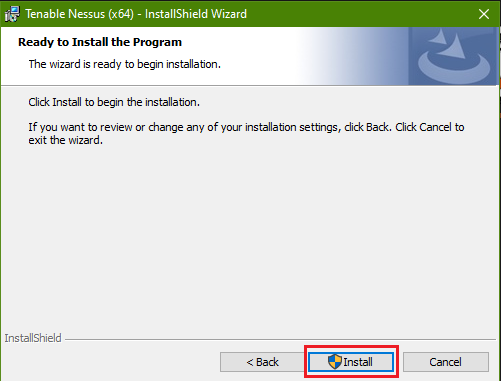 Tenable Nessus (x64) - InstallShield Wizard
Ready to Install the Program
The wizard is ready to begin installation.
Click Install to begin the installation.
If you want to review or change any of your installation settings, click Back. Click Cancel to
exit the wizard.
InstallShield
< Back
Install
Cancel